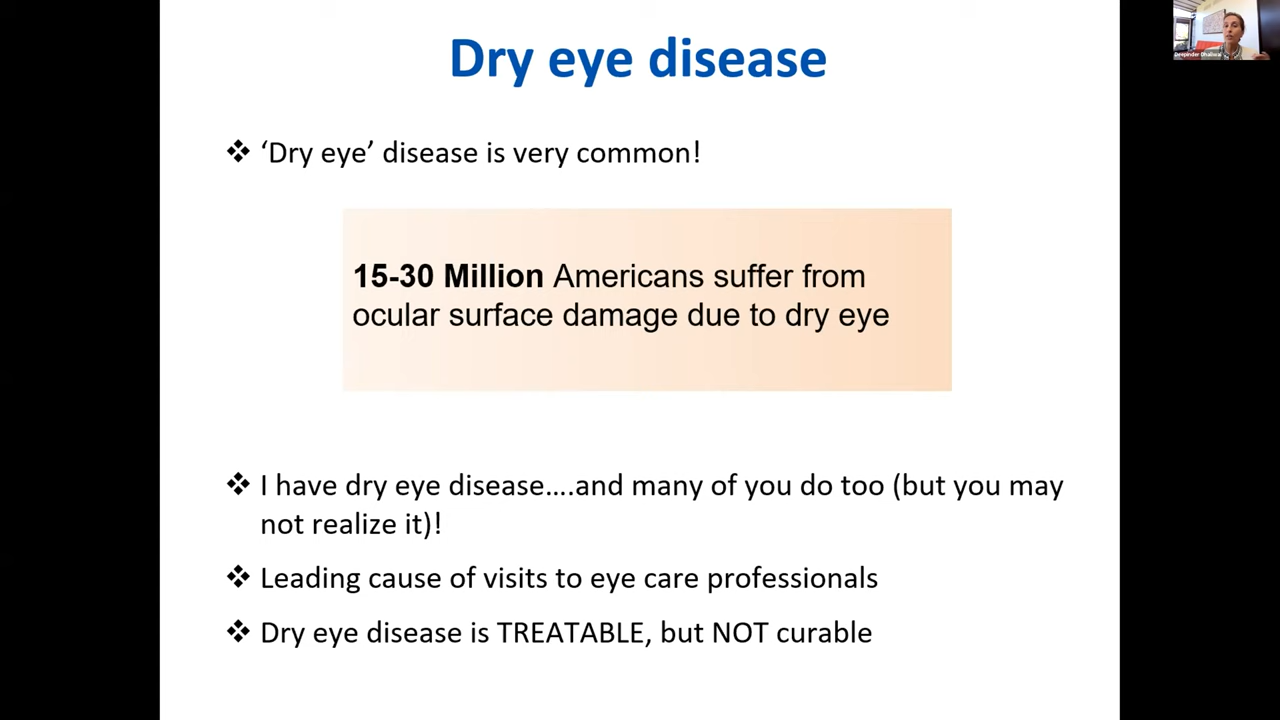 Dry eye disease
Deepinder Dhaliwal
❖ ‘Dry eye’ disease is very common!
15-30 Million Americans suffer from
ocular surface damage due to dry eye
❖ I have dry eye disease....and many of you do too (but you may
not realize it)!
❖ Leading cause of visits to eye care professionals
❖ Dry eye disease is TREATABLE, but NOT curable